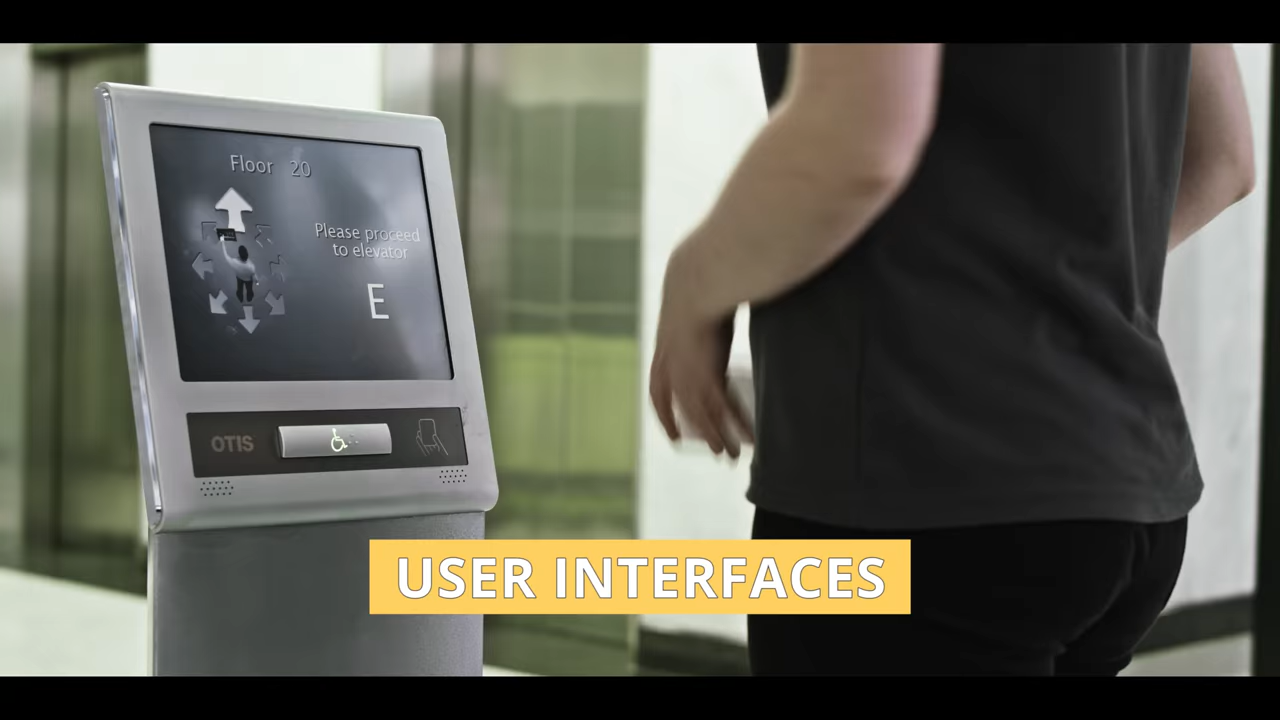 Floor 20
Please proceed
to elevator
E
OTIS
USER INTERFACES